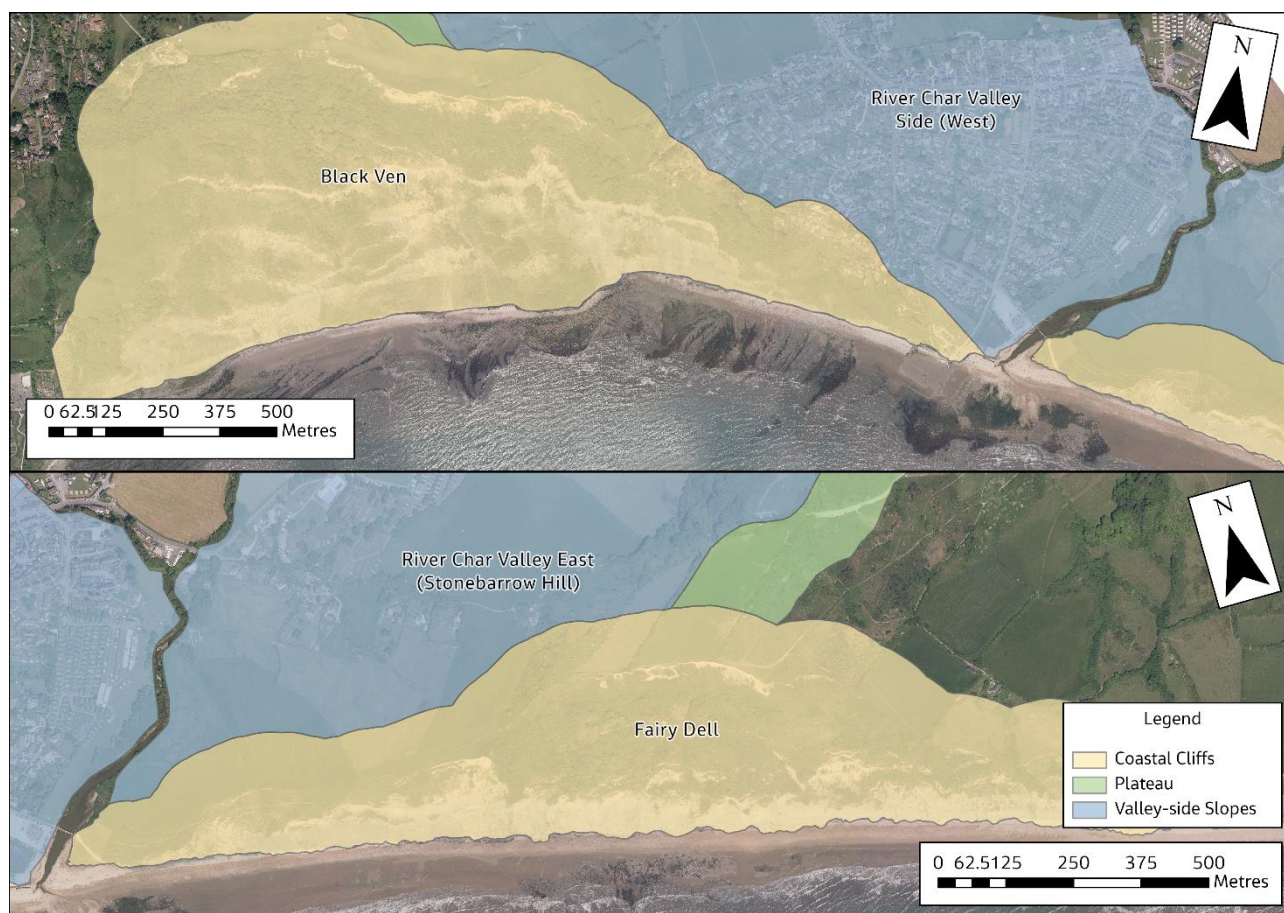 N
River Char Valley
Side (West)
Black Ven
0 62.5125 250 375 500
Metres
N
River Char Valley East
(Stonebarrow Hill)
Fairy Dell
Legend
Coastal Cliffs
Plateau
Valley-side Slopes
0 62.5125 250 375 500
Metres